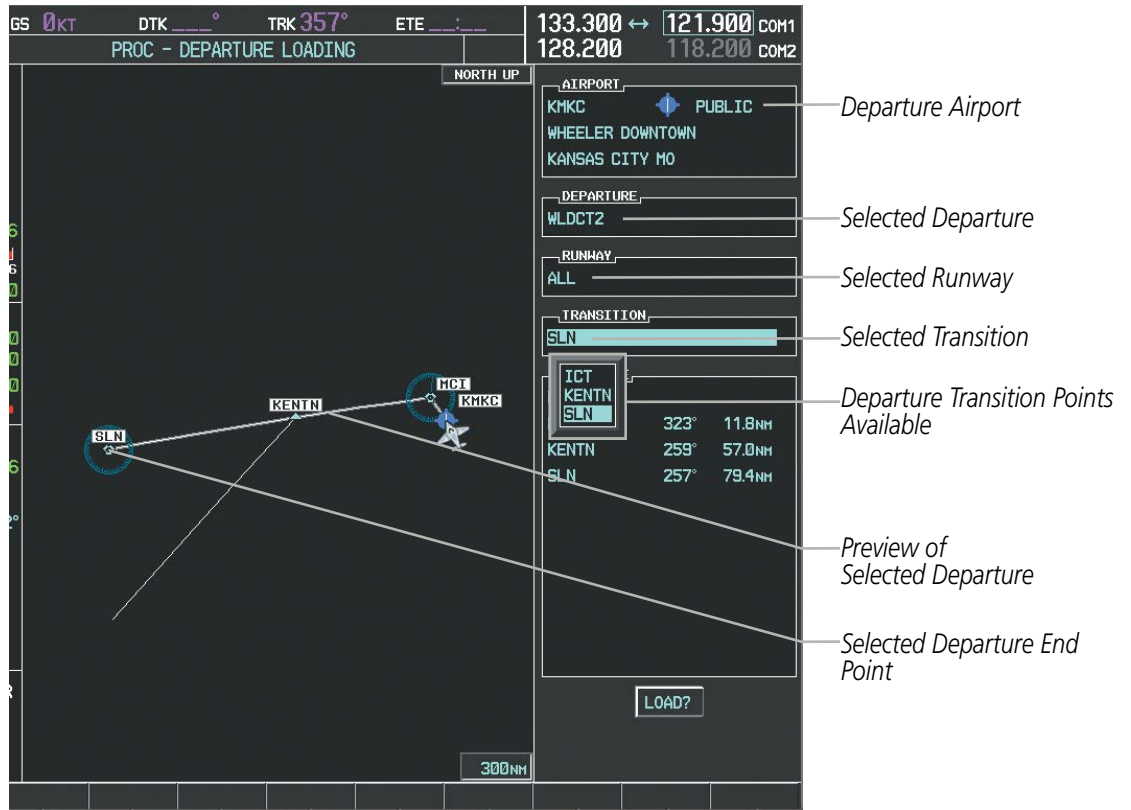 GS 0KT DTK ___° TRK 357° ETE __:__
133.300 ↔ 121.900 COM1
128.200 118.200 COM2
PROC - DEPARTURE LOADING
NORTH UP
AIRPORT
KMKC PUBLIC
WHEELER DOWNTOWN
KANSAS CITY MO
Departure Airport
DEPARTURE
WLDCT2
Selected Departure
RUNWAY
ALL
Selected Runway
TRANSITION
SLN
Selected Transition
ICT
KENTN
SLN
Departure Transition Points
Available
323° 11.8NM
KENTN 259° 57.0NM
SLN 257° 79.4NM
MCI
KMKC
KENTN
SLN
Preview of
Selected Departure
Selected Departure End
Point
LOAD?
300NM